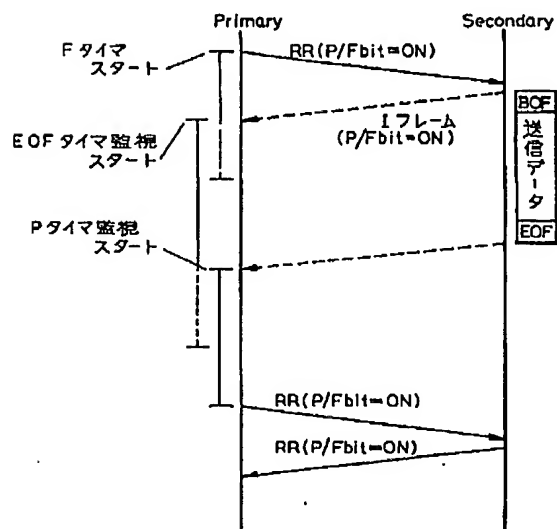 Primary
Secondary
Fタイマ
スタート
RR(P/Fbit=ON)
Iフレーム
(P/Fbit=ON)
BOF
送信データ
EOF
EOFタイマ監視
スタート
Pタイマ監視
スタート
RR(P/Fbit=ON)
RR(P/Fbit=ON)